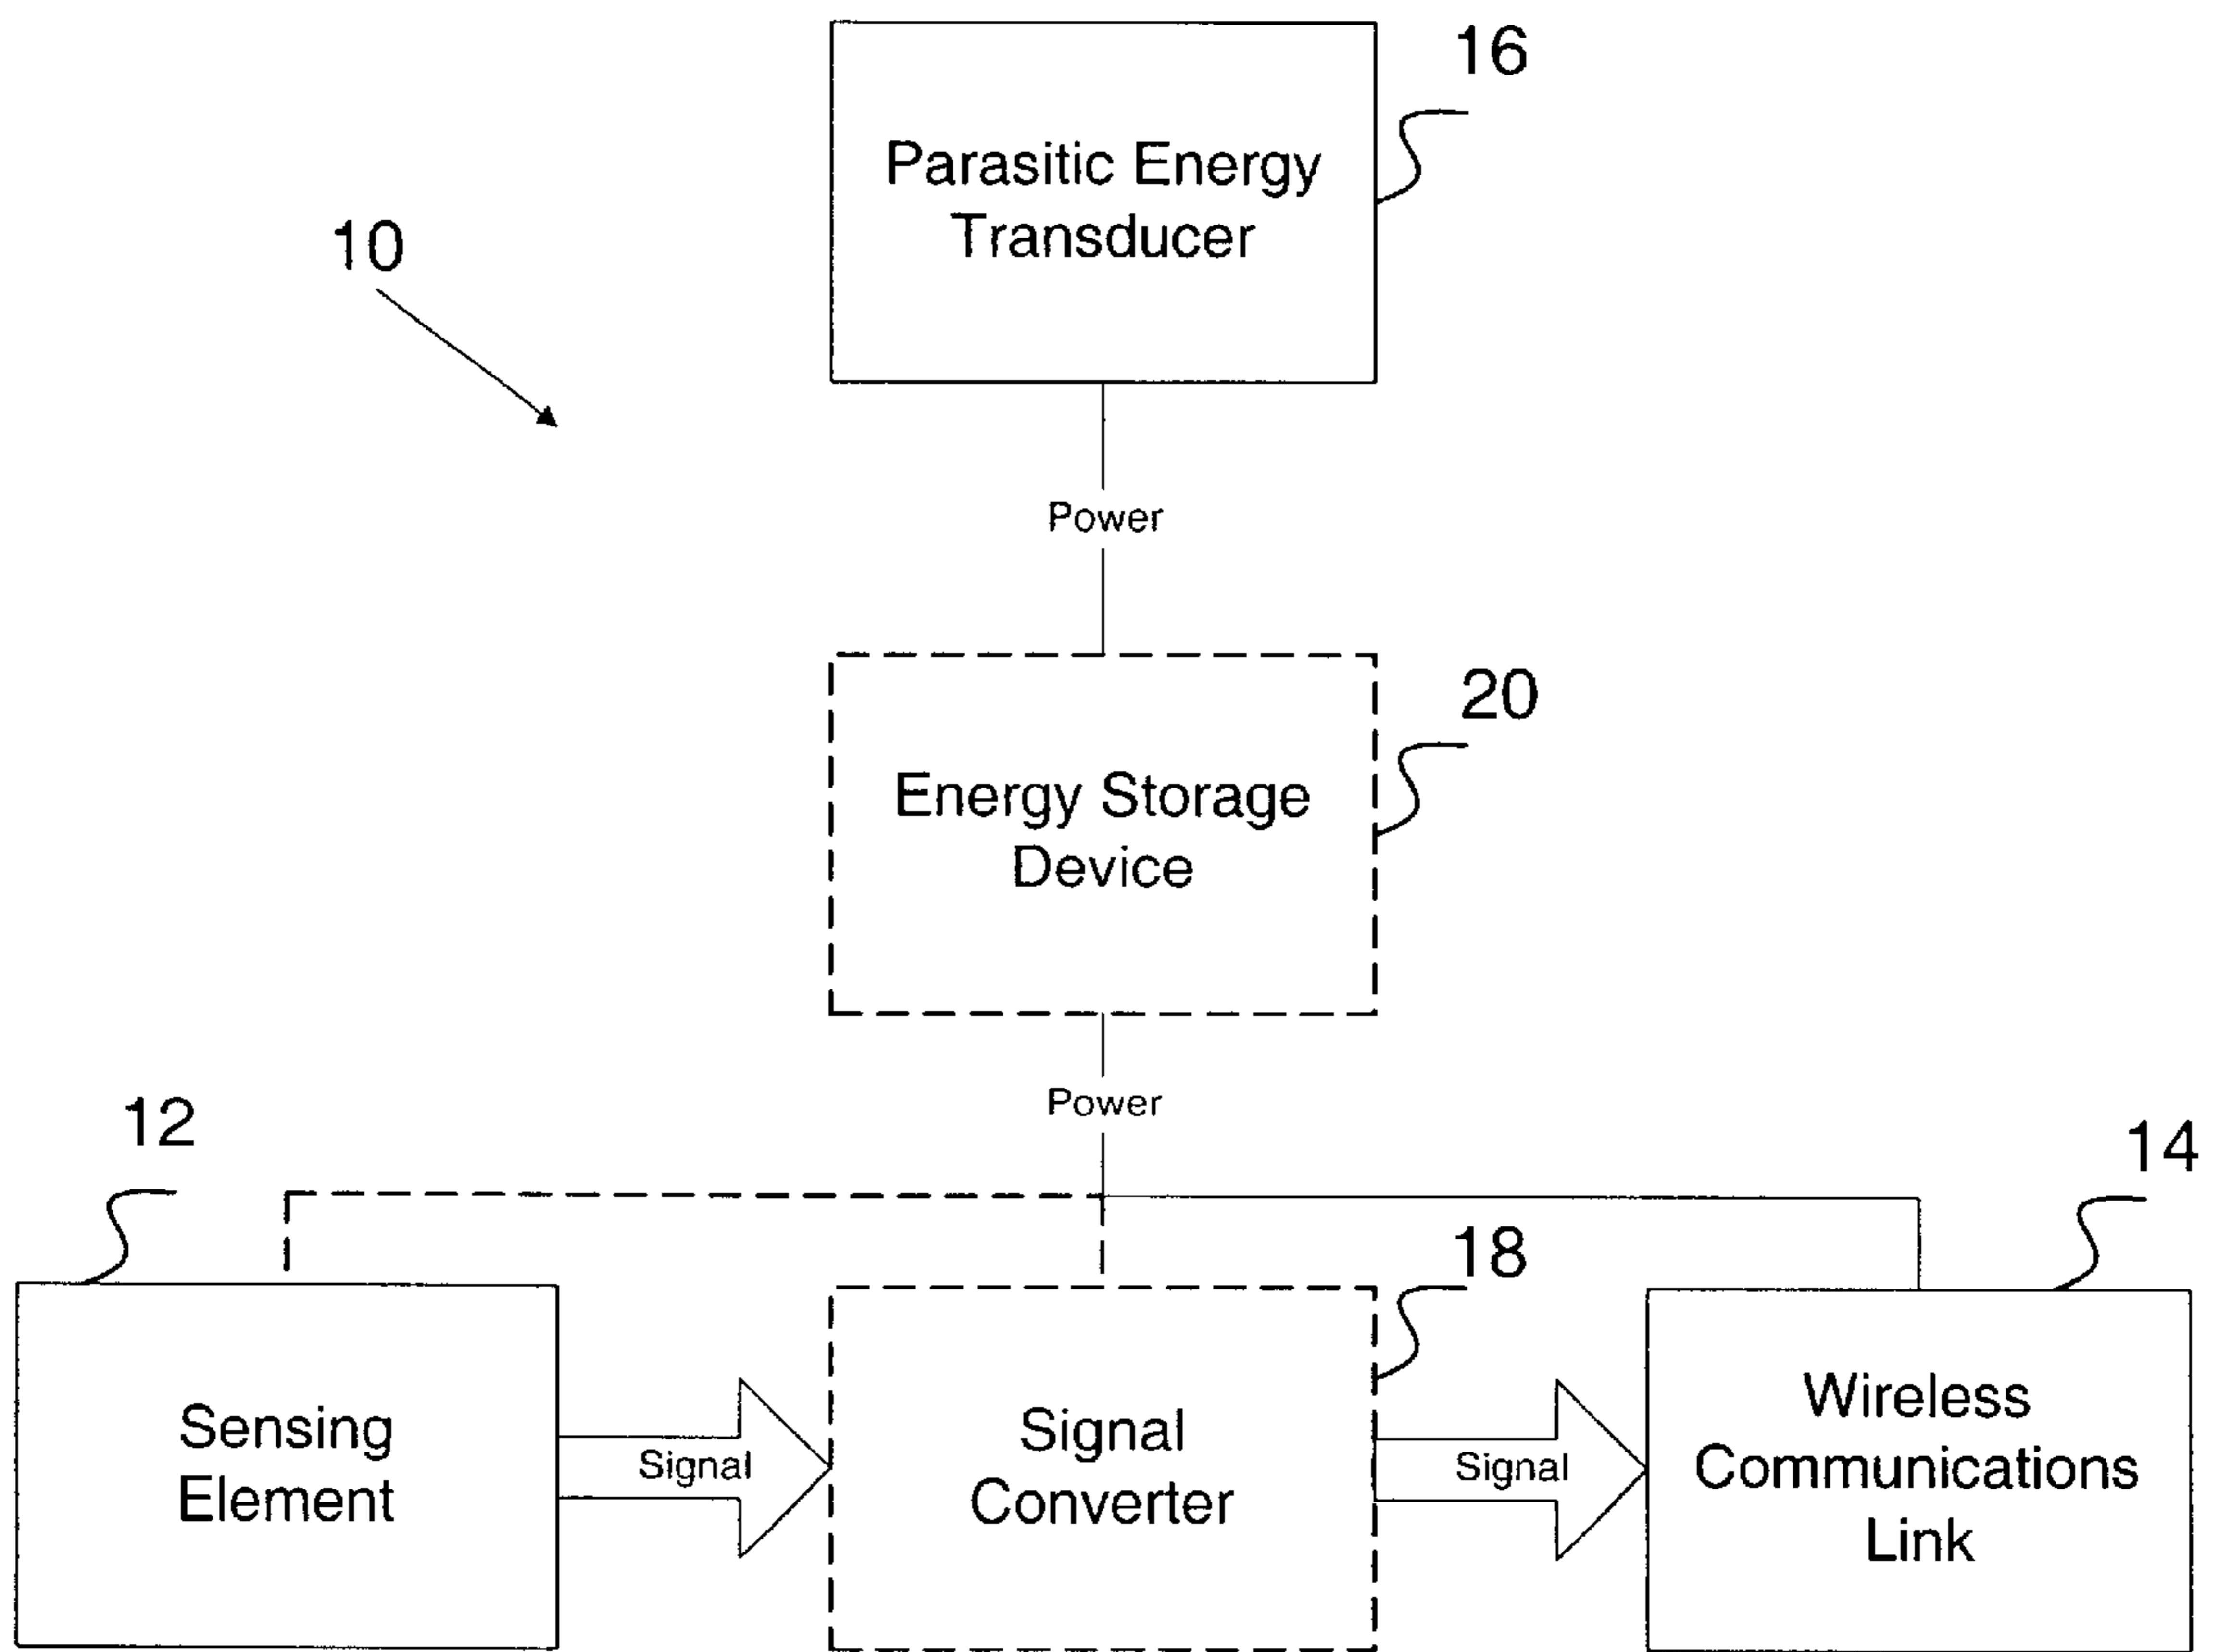 16
Parasitic Energy
Transducer
10
Power
20
Energy Storage
Device
Power
12
14
18
Sensing
Element
Signal
Signal
Converter
Signal
Wireless
Communications
Link